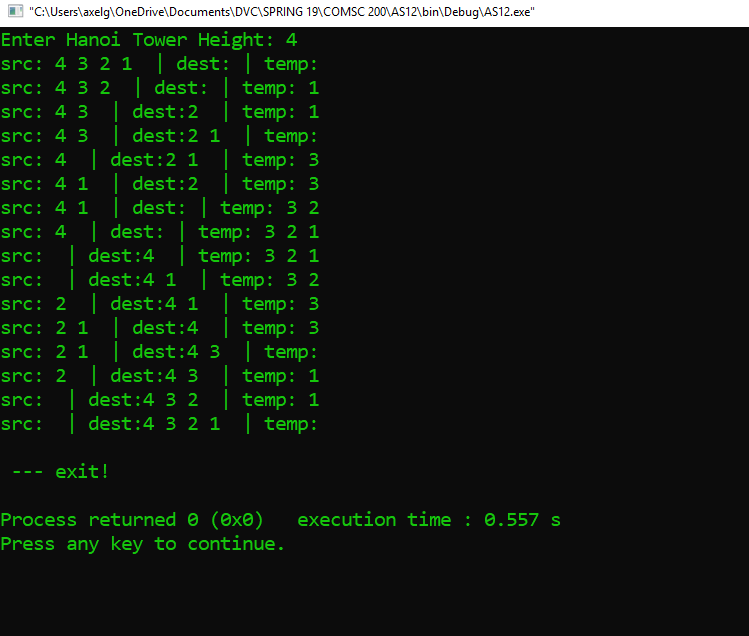 "C:\Users\axelg\OneDrive\Documents\DVC\SPRING 19\COMSC 200\AS12\bin\Debug\AS12.exe"
Enter Hanoi Tower Height: 4
src: 4 3 2 1  | dest: | temp:
src: 4 3 2  | dest: | temp: 1
src: 4 3  | dest:2  | temp: 1
src: 4 3  | dest:2 1  | temp:
src: 4  | dest:2 1  | temp: 3
src: 4 1  | dest:2  | temp: 3
src: 4 1  | dest: | temp: 3 2
src: 4  | dest: | temp: 3 2 1
src:  | dest:4  | temp: 3 2 1
src:  | dest:4 1  | temp: 3 2
src: 2  | dest:4 1  | temp: 3
src: 2 1  | dest:4  | temp: 3
src: 2 1  | dest:4 3  | temp:
src: 2  | dest:4 3  | temp: 1
src:  | dest:4 3 2  | temp: 1
src:  | dest:4 3 2 1  | temp:
 --- exit!
Process returned 0 (0x0)   execution time : 0.557 s
Press any key to continue.